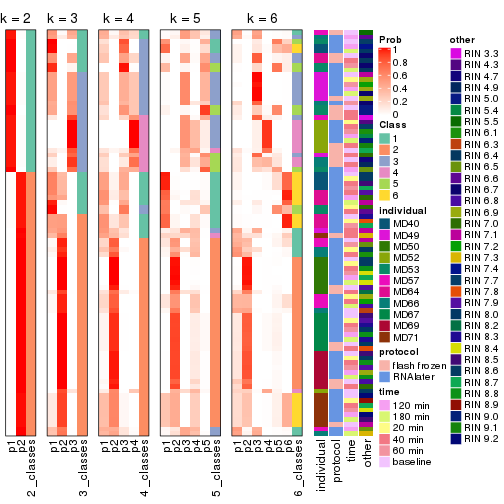 k = 2
k = 3
k = 4
k = 5
k = 6
p1
p2
2_classes
p1
p2
p3
3_classes
p1
p2
p3
p4
4_classes
p1
p2
p3
p4
p5
5_classes
p1
p2
p3
p4
p5
p6
6_classes
individual
protocol
time
other
Prob
1
0.8
0.6
0.4
0.2
0
Class
1
2
3
4
5
6
individual
MD40
MD49
MD50
MD52
MD53
MD57
MD64
MD66
MD67
MD69
MD71
protocol
flash frozen
RNAlater
time
120 min
180 min
20 min
40 min
60 min
baseline
other
RIN 3.3
RIN 4.3
RIN 4.7
RIN 4.9
RIN 5.0
RIN 5.4
RIN 5.5
RIN 6.1
RIN 6.3
RIN 6.4
RIN 6.5
RIN 6.6
RIN 6.7
RIN 6.8
RIN 6.9
RIN 7.0
RIN 7.1
RIN 7.2
RIN 7.3
RIN 7.4
RIN 7.7
RIN 7.8
RIN 7.9
RIN 8.0
RIN 8.2
RIN 8.3
RIN 8.4
RIN 8.5
RIN 8.6
RIN 8.7
RIN 8.8
RIN 8.9
RIN 9.0
RIN 9.1
RIN 9.2